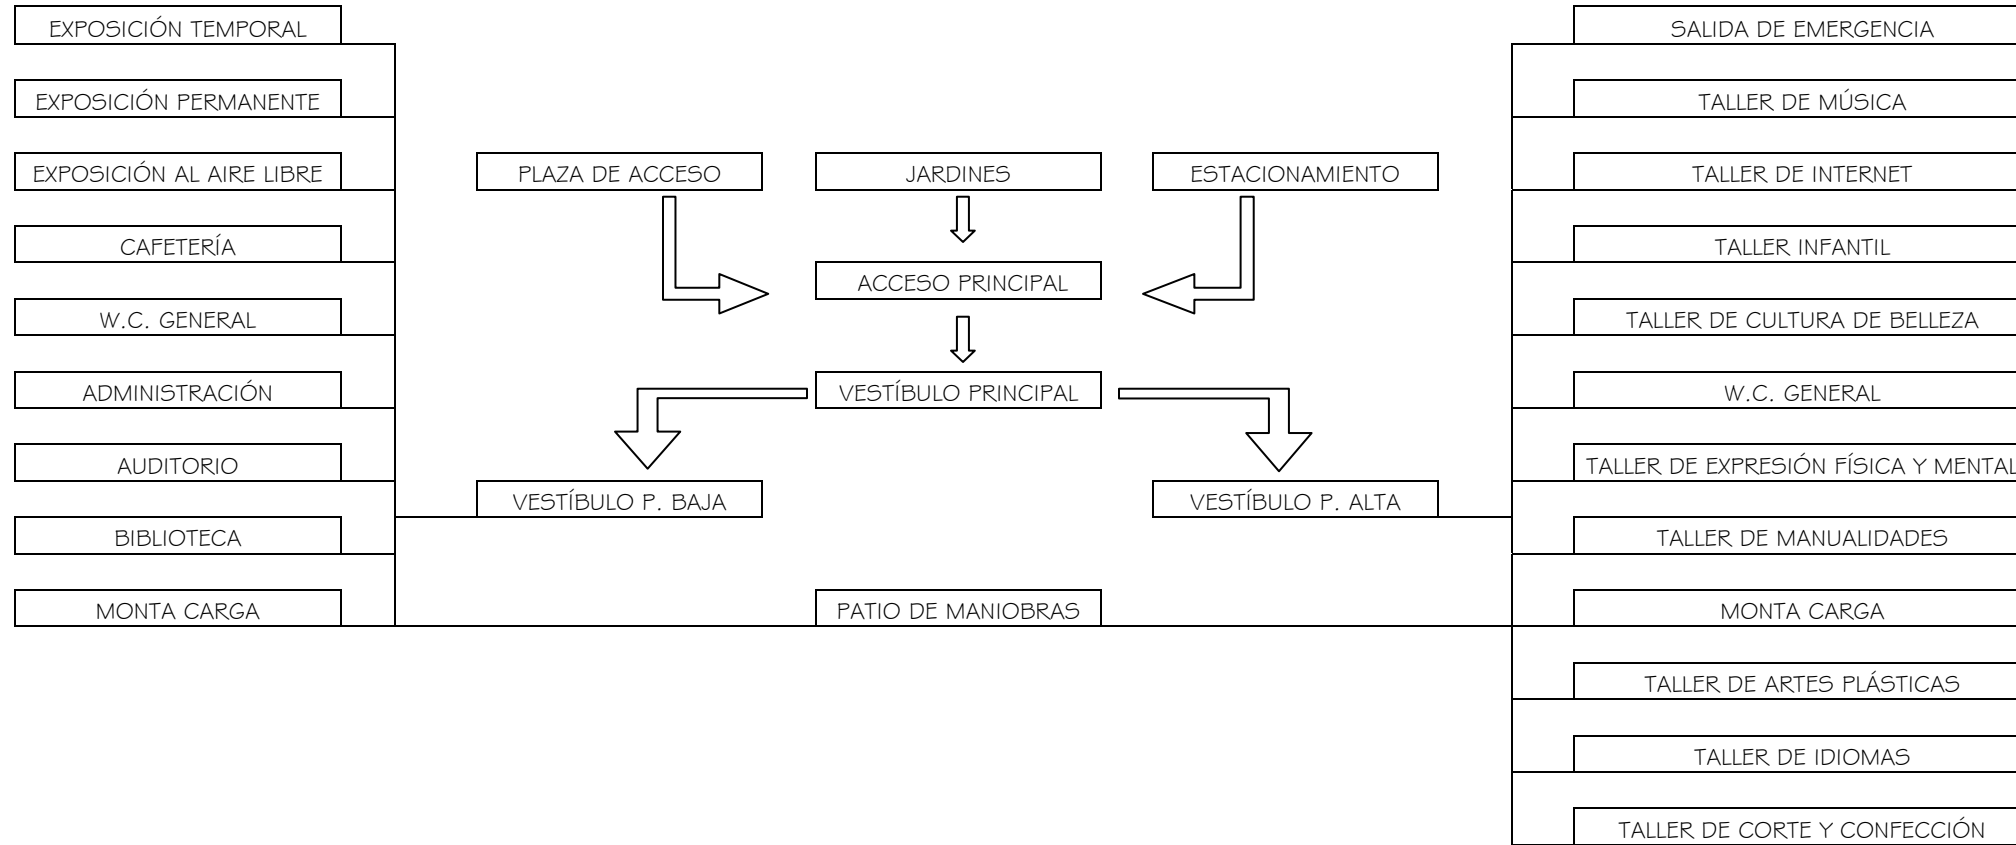 EXPOSICIÓN TEMPORAL
EXPOSICIÓN PERMANENTE
EXPOSICIÓN AL AIRE LIBRE
CAFETERÍA
W.C. GENERAL
ADMINISTRACIÓN
AUDITORIO
BIBLIOTECA
MONTA CARGA
PLAZA DE ACCESO
JARDINES
ESTACIONAMIENTO
ACCESO PRINCIPAL
VESTÍBULO PRINCIPAL
VESTÍBULO P. BAJA
VESTÍBULO P. ALTA
PATIO DE MANIOBRAS
SALIDA DE EMERGENCIA
TALLER DE MÚSICA
TALLER DE INTERNET
TALLER INFANTIL
TALLER DE CULTURA DE BELLEZA
W.C. GENERAL
TALLER DE EXPRESIÓN FÍSICA Y MENTAL
TALLER DE MANUALIDADES
MONTA CARGA
TALLER DE ARTES PLÁSTICAS
TALLER DE IDIOMAS
TALLER DE CORTE Y CONFECCIÓN